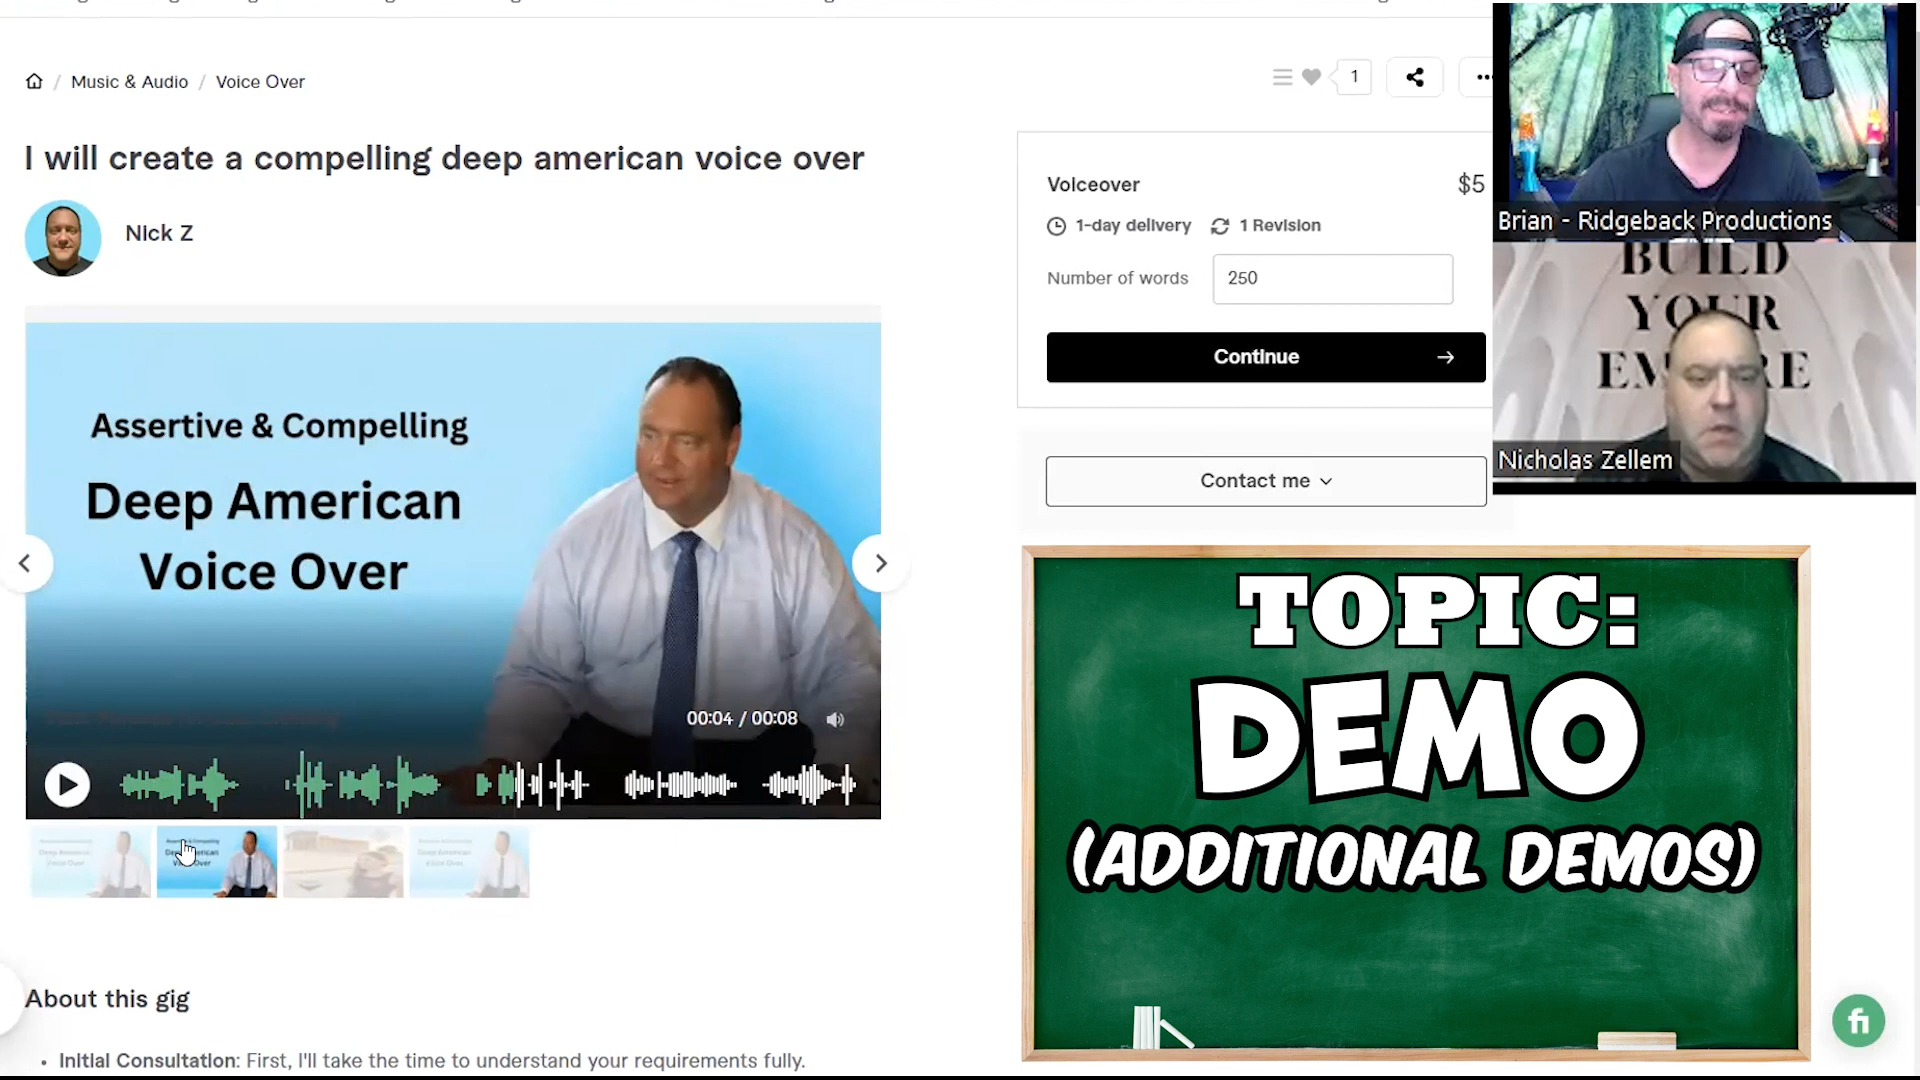 Music & Audio / Voice Over
1
I will create a compelling deep american voice over
Nick Z
Voiceover $5
1-day delivery 1 Revision
Number of words 250
Continue
Contact me
Brian - Ridgeback Productions
BUILD
YOUR
Nicholas Zellem
Assertive & Compelling
Deep American
Voice Over
00:04 / 00:08
TOPIC:
DEMO
(ADDITIONAL DEMOS)
About this gig
• Initial Consultation: First, I'll take the time to understand your requirements fully.
fi